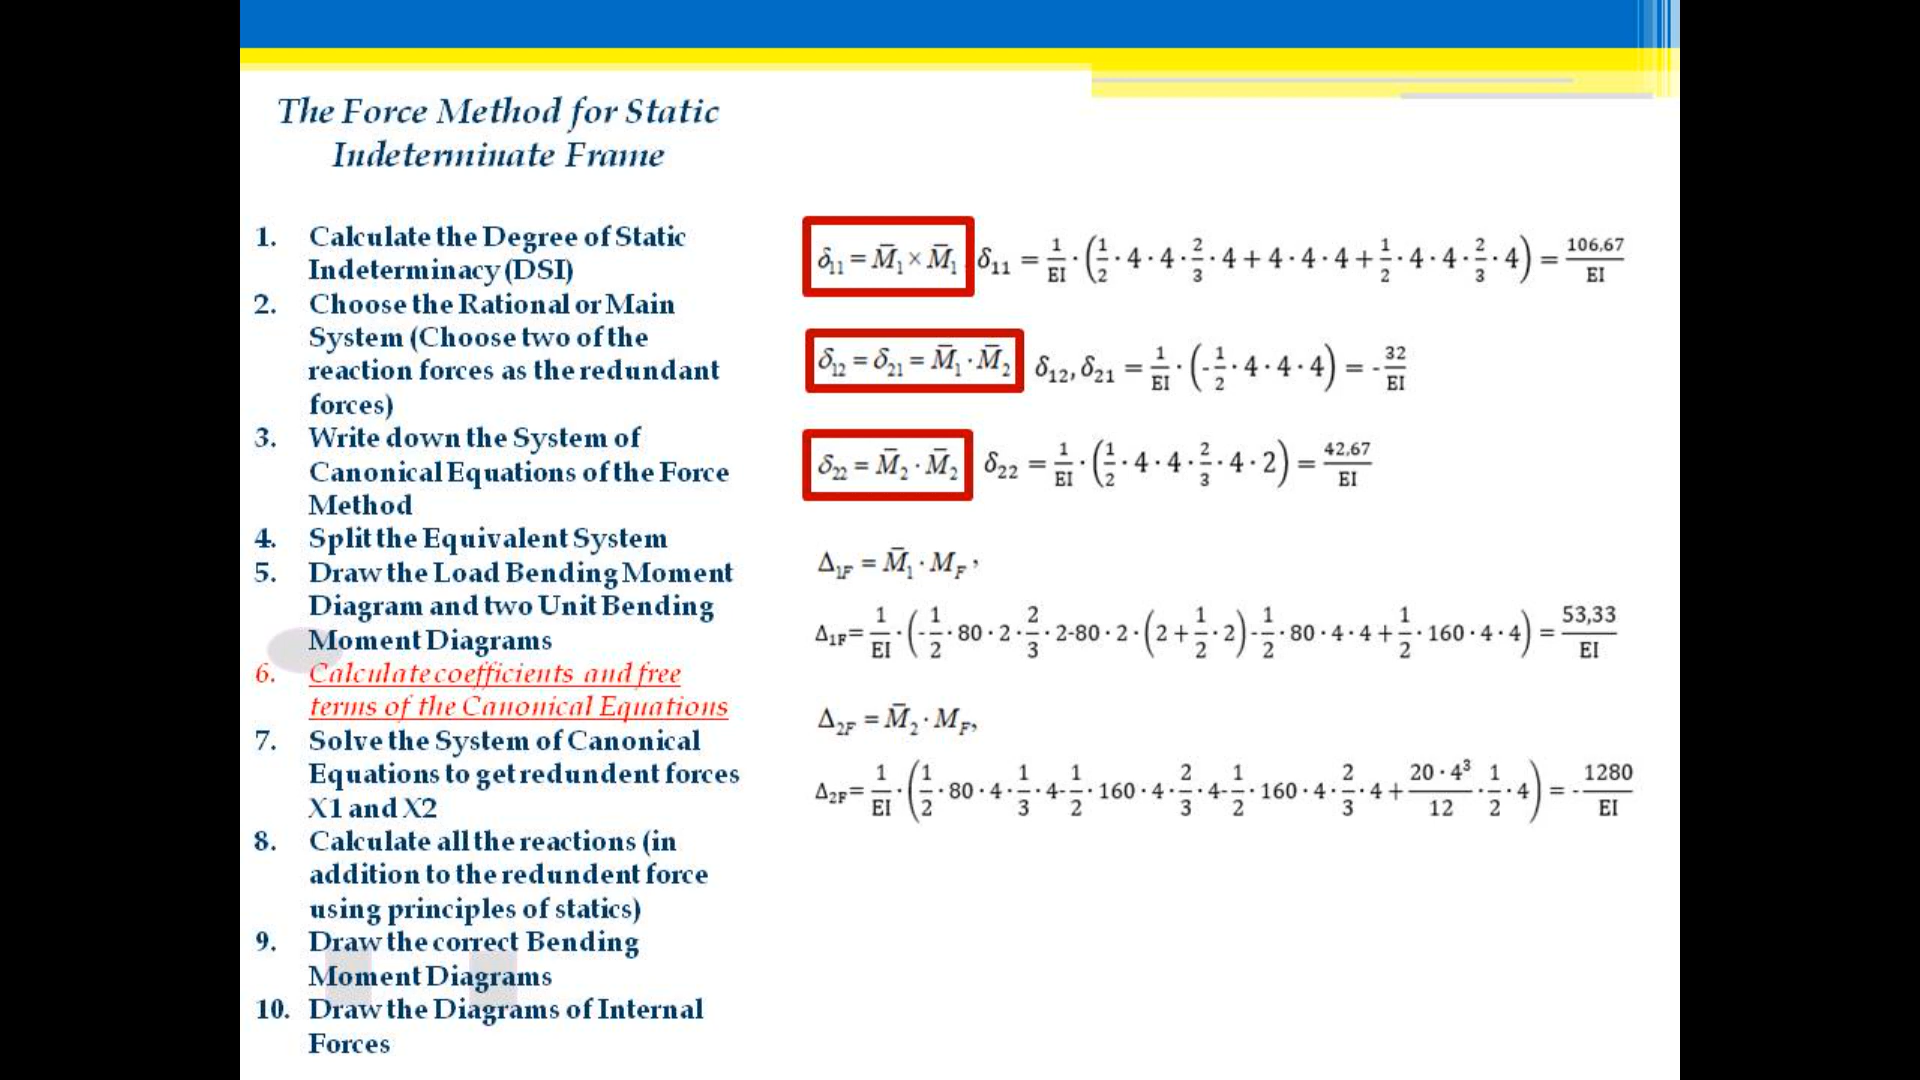 The Force Method for Static
Indeterminate Frame
1. Calculate the Degree of Static
Indeterminacy (DSI)
2. Choose the Rational or Main
System (Choose two of the
reaction forces as the redundant
forces)
3. Write down the System of
Canonical Equations of the Force
Method
4. Split the Equivalent System
5. Draw the Load Bending Moment
Diagram and two Unit Bending
Moment Diagrams
6. Calculate coefficients and free
terms of the Canonical Equations
7. Solve the System of Canonical
Equations to get redundent forces
X1 and X2
8. Calculate all the reactions (in
addition to the redundent force
using principles of statics)
9. Draw the correct Bending
Moment Diagrams
10. Draw the Diagrams of Internal
Forces
δ₁₁ = M̄₁ × M̄₁ δ₁₁ = 1/EI · (1/2 · 4 · 4 · 2/3 · 4 + 4 · 4 · 4 + 1/2 · 4 · 4 · 2/3 · 4) = 106,67/EI
δ₁₂ = δ₂₁ = M̄₁ · M̄₂ δ₁₂, δ₂₁ = 1/EI · (-1/2 · 4 · 4 · 4) = -32/EI
δ₂₂ = M̄₂ · M̄₂ δ₂₂ = 1/EI · (1/2 · 4 · 4 · 2/3 · 4 · 2) = 42,67/EI
Δ₁F = M̄₁ · MF ,
Δ₁F= 1/EI · (-1/2 · 80 · 2 · 2/3 · 2-80 · 2 · (2 + 1/2 · 2)-1/2 · 80 · 4 · 4 + 1/2 · 160 · 4 · 4) = 53,33/EI
Δ₂F = M̄₂ · MF,
Δ₂F= 1/EI · (1/2 · 80 · 4 · 1/3 · 4-1/2 · 160 · 4 · 2/3 · 4-1/2 · 160 · 4 · 2/3 · 4 + 20 · 4³/12 · 1/2 · 4) = -1280/EI